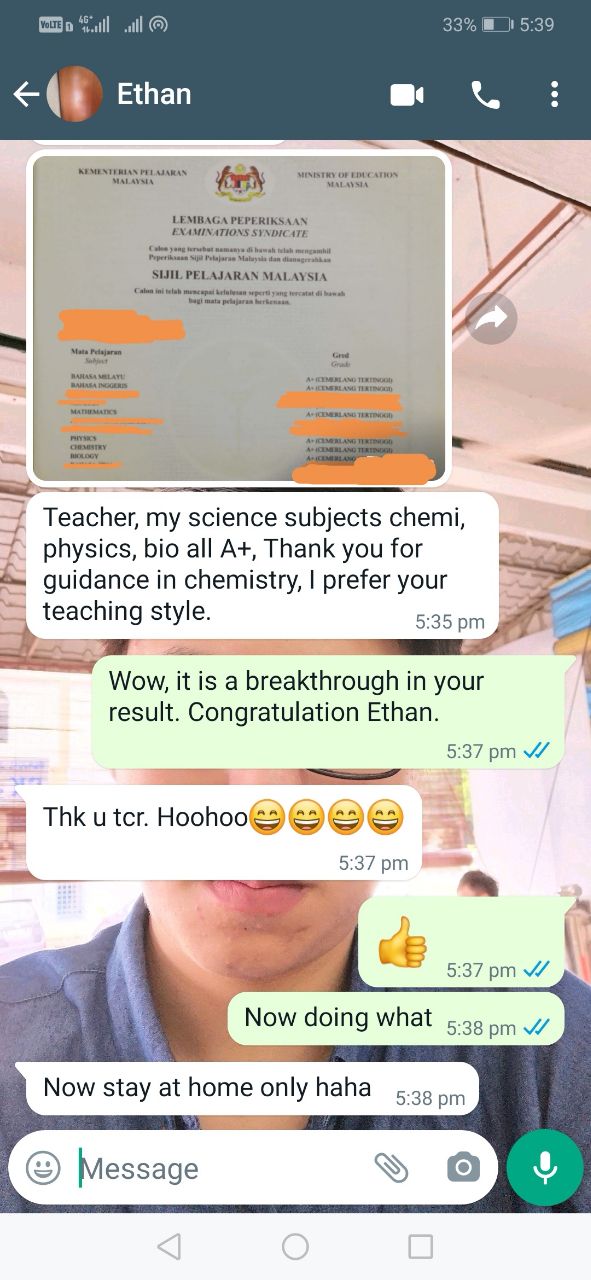 VoLTE 4G+ 33% 5:39
Ethan
KEMENTERIAN PELAJARAN
MALAYSIA
MINISTRY OF EDUCATION
MALAYSIA
LEMBAGA PEPERIKSAAN
EXAMINATIONS SYNDICATE
Calon yang tersebut namanya di bawah telah mengambil
Peperiksaan Sijil Pelajaran Malaysia dan dianugerahkan
SIJIL PELAJARAN MALAYSIA
Calon ini telah mencapai kelulusan seperti yang tercatat di bawah
bagi mata pelajaran berkenaan.
Mata Pelajaran
Subject
Gred
Grade
BAHASA MELAYU A+ (CEMERLANG TERTINGGI)
BAHASA INGGERIS A+ (CEMERLANG TERTINGGI)
MATHEMATICS A+ (CEMERLANG TERTINGGI)
PHYSICS A+ (CEMERLANG TERTINGGI)
CHEMISTRY A+ (CEMERLANG TERTINGGI)
BIOLOGY A+ (CEMERLANG
Teacher, my science subjects chemi,
physics, bio all A+, Thank you for
guidance in chemistry, I prefer your
teaching style.
5:35 pm
Wow, it is a breakthrough in your
result. Congratulation Ethan.
5:37 pm
Thk u tcr. Hoohoo😄😄😄😄
5:37 pm
👍 5:37 pm
Now doing what 5:38 pm
Now stay at home only haha 5:38 pm
Message